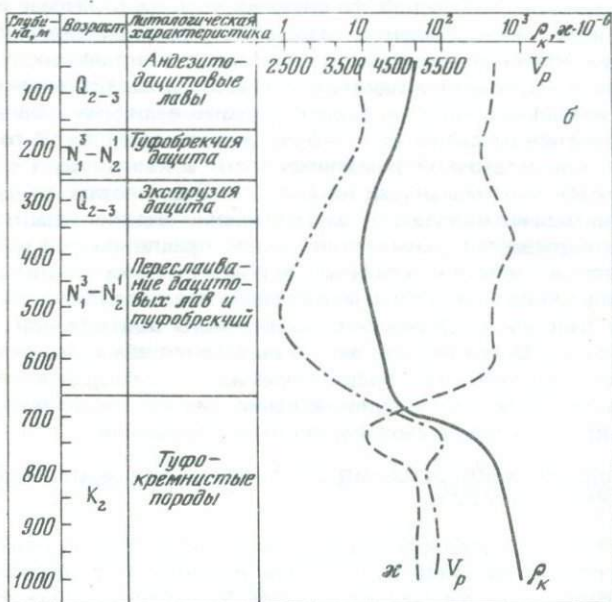 Глуби-
на, м
Возраст
Литологическая
характеристика
1 10 10² 10³ ρκ, ϰ·10⁻⁶
2500 3500 4500 5500 Vp
б
100
Q₂₋₃
Андезито-
дацитовые
лавы
200
N₁³–N₂¹
Туфобрекчия
дацита
300
Q₂₋₃
Экструзия
дацита
400
500
600
N₁³–N₂¹
Переслаива-
ние дацито-
вых лав и
туфобрекчий
700
800
900
1000
K₂
Туфо-
кремнистые
породы
ϰ Vp ρκ